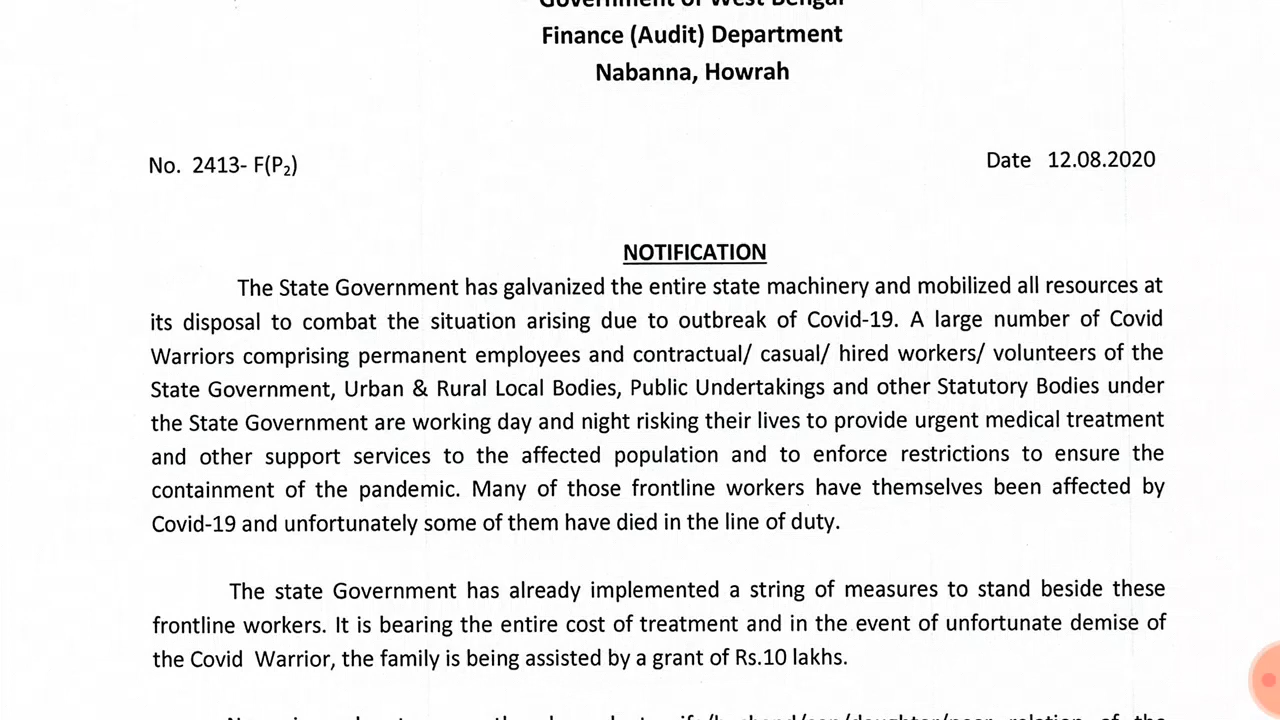 Government of West Bengal
Finance (Audit) Department
Nabanna, Howrah
No. 2413- F(P₂)
Date 12.08.2020
NOTIFICATION
The State Government has galvanized the entire state machinery and mobilized all resources at
its disposal to combat the situation arising due to outbreak of Covid-19. A large number of Covid
Warriors comprising permanent employees and contractual/ casual/ hired workers/ volunteers of the
State Government, Urban & Rural Local Bodies, Public Undertakings and other Statutory Bodies under
the State Government are working day and night risking their lives to provide urgent medical treatment
and other support services to the affected population and to enforce restrictions to ensure the
containment of the pandemic. Many of those frontline workers have themselves been affected by
Covid-19 and unfortunately some of them have died in the line of duty.
The state Government has already implemented a string of measures to stand beside these
frontline workers. It is bearing the entire cost of treatment and in the event of unfortunate demise of
the Covid Warrior, the family is being assisted by a grant of Rs.10 lakhs.
relation of the